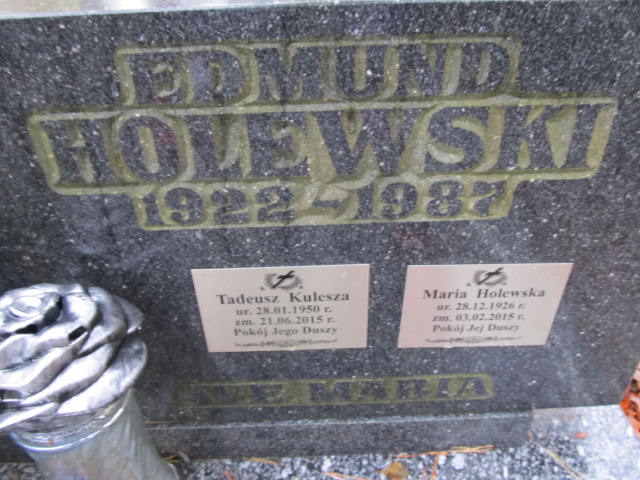 EDMUND
HOLEWSKI
1922-1987
Tadeusz Kulesza
ur. 28.01.1950 r.
zm. 21.06.2015 r.
Pokój Jego Duszy
Maria Holewska
ur. 28.12.1926 r.
zm. 03.02.2015 r.
Pokój Jej Duszy
AVE MARIA